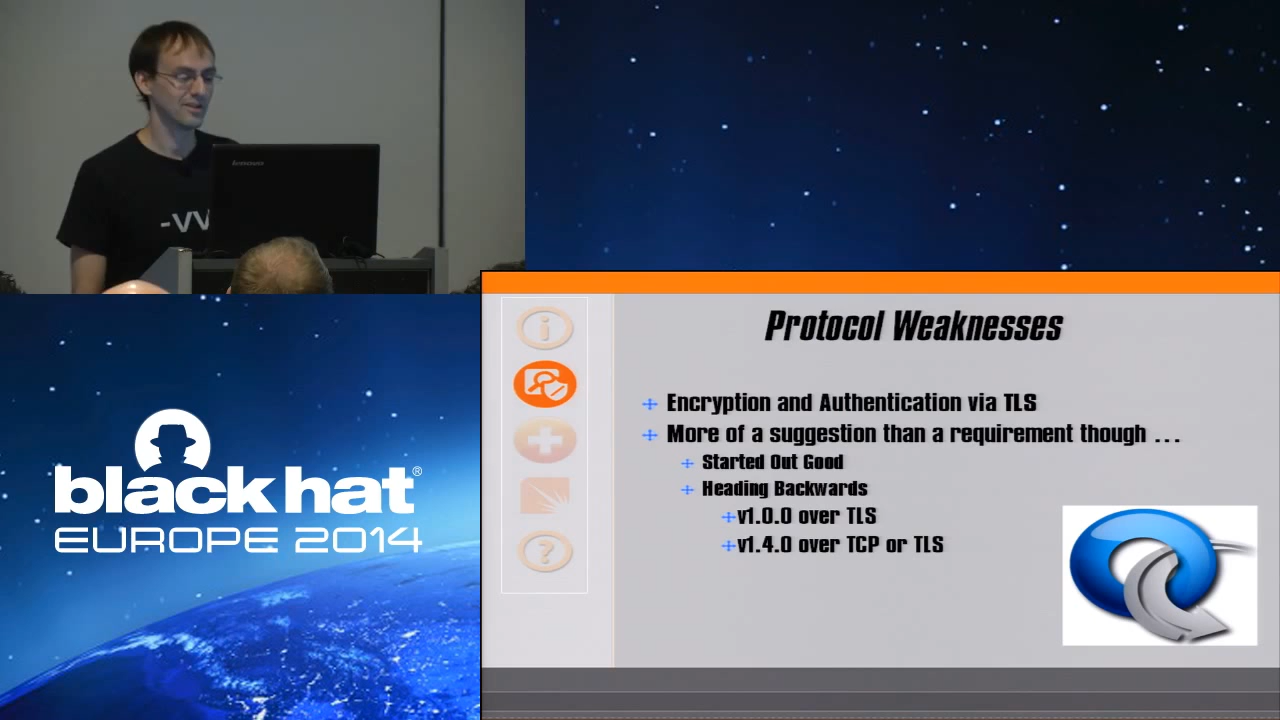 lenovo
-VV
Protocol Weaknesses
Encryption and Authentication via TLS
More of a suggestion than a requirement though ...
Started Out Good
Heading Backwards
v1.0.0 over TLS
v1.4.0 over TCP or TLS
black hat®
EUROPE 2014